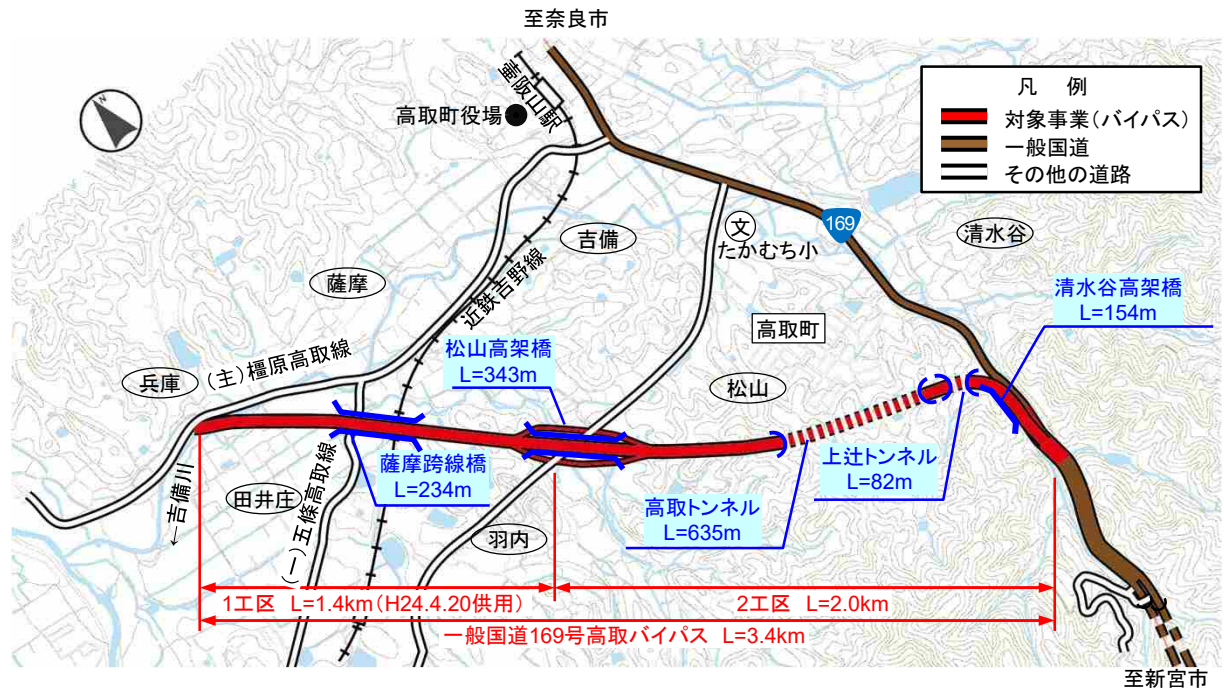 至奈良市
N
壷阪山駅
高取町役場
凡 例
対象事業(バイパス)
一般国道
その他の道路
169
文
たかむち小
吉備
清水谷
薩摩
近鉄吉野線
清水谷高架橋
L=154m
高取町
松山高架橋
L=343m
(主)橿原高取線
兵庫
松山
薩摩跨線橋
L=234m
上辻トンネル
L=82m
高取トンネル
L=635m
←吉備川
田井庄
(一)五條高取線
羽内
1工区 L=1.4km(H24.4.20供用)
2工区 L=2.0km
一般国道169号高取バイパス L=3.4km
至新宮市